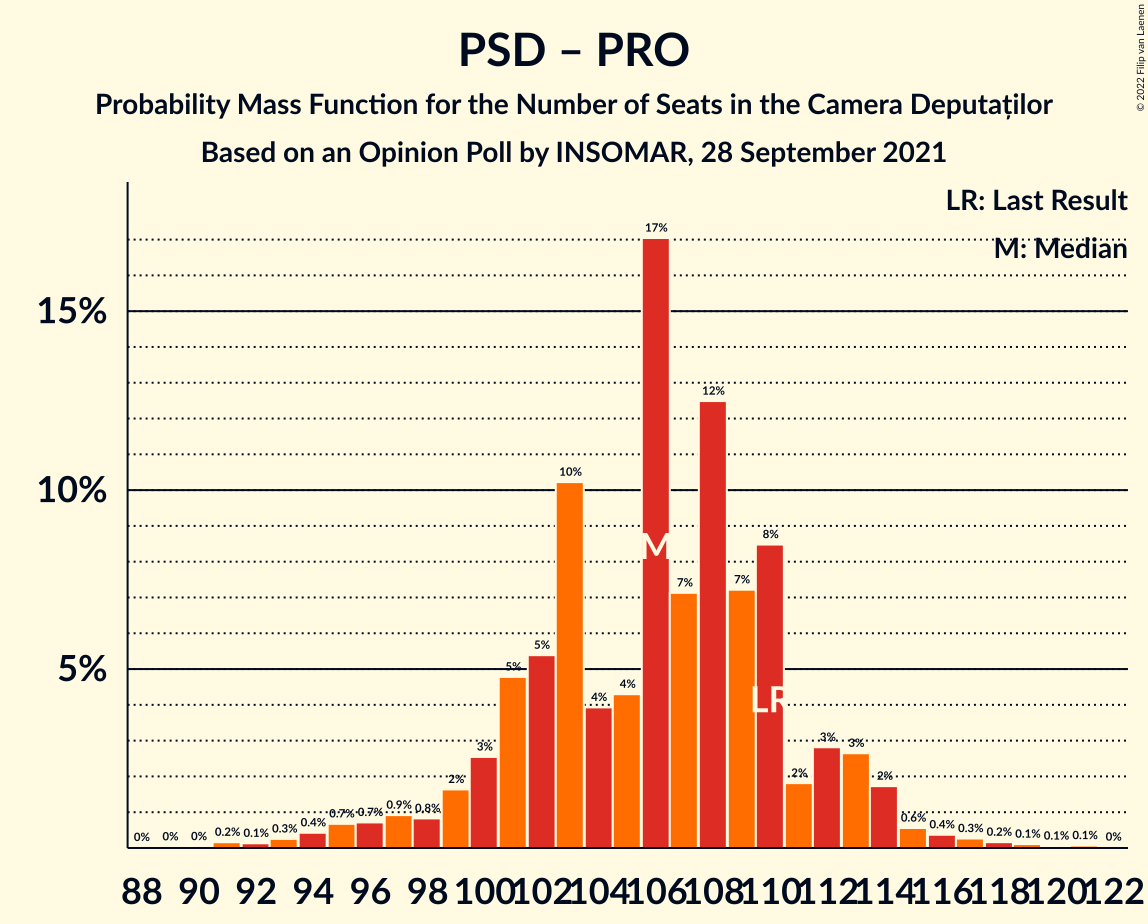 PSD – PRO
Probability Mass Function for the Number of Seats in the Camera Deputaților
Based on an Opinion Poll by INSOMAR, 28 September 2021
© 2022 Filip van Laenen
LR: Last Result
M: Median
15%
10%
5%
0% 0% 0% 0.2% 0.1% 0.3% 0.4% 0.7% 0.7% 0.9% 0.8% 2% 3% 5% 5% 10% 4% 4% 17% 7% 12% 7% 8% 2% 3% 3% 2% 0.6% 0.4% 0.3% 0.2% 0.1% 0.1% 0.1% 0%
M
LR
88 90 92 94 96 98 100 102 104 106 108 110 112 114 116 118 120 122